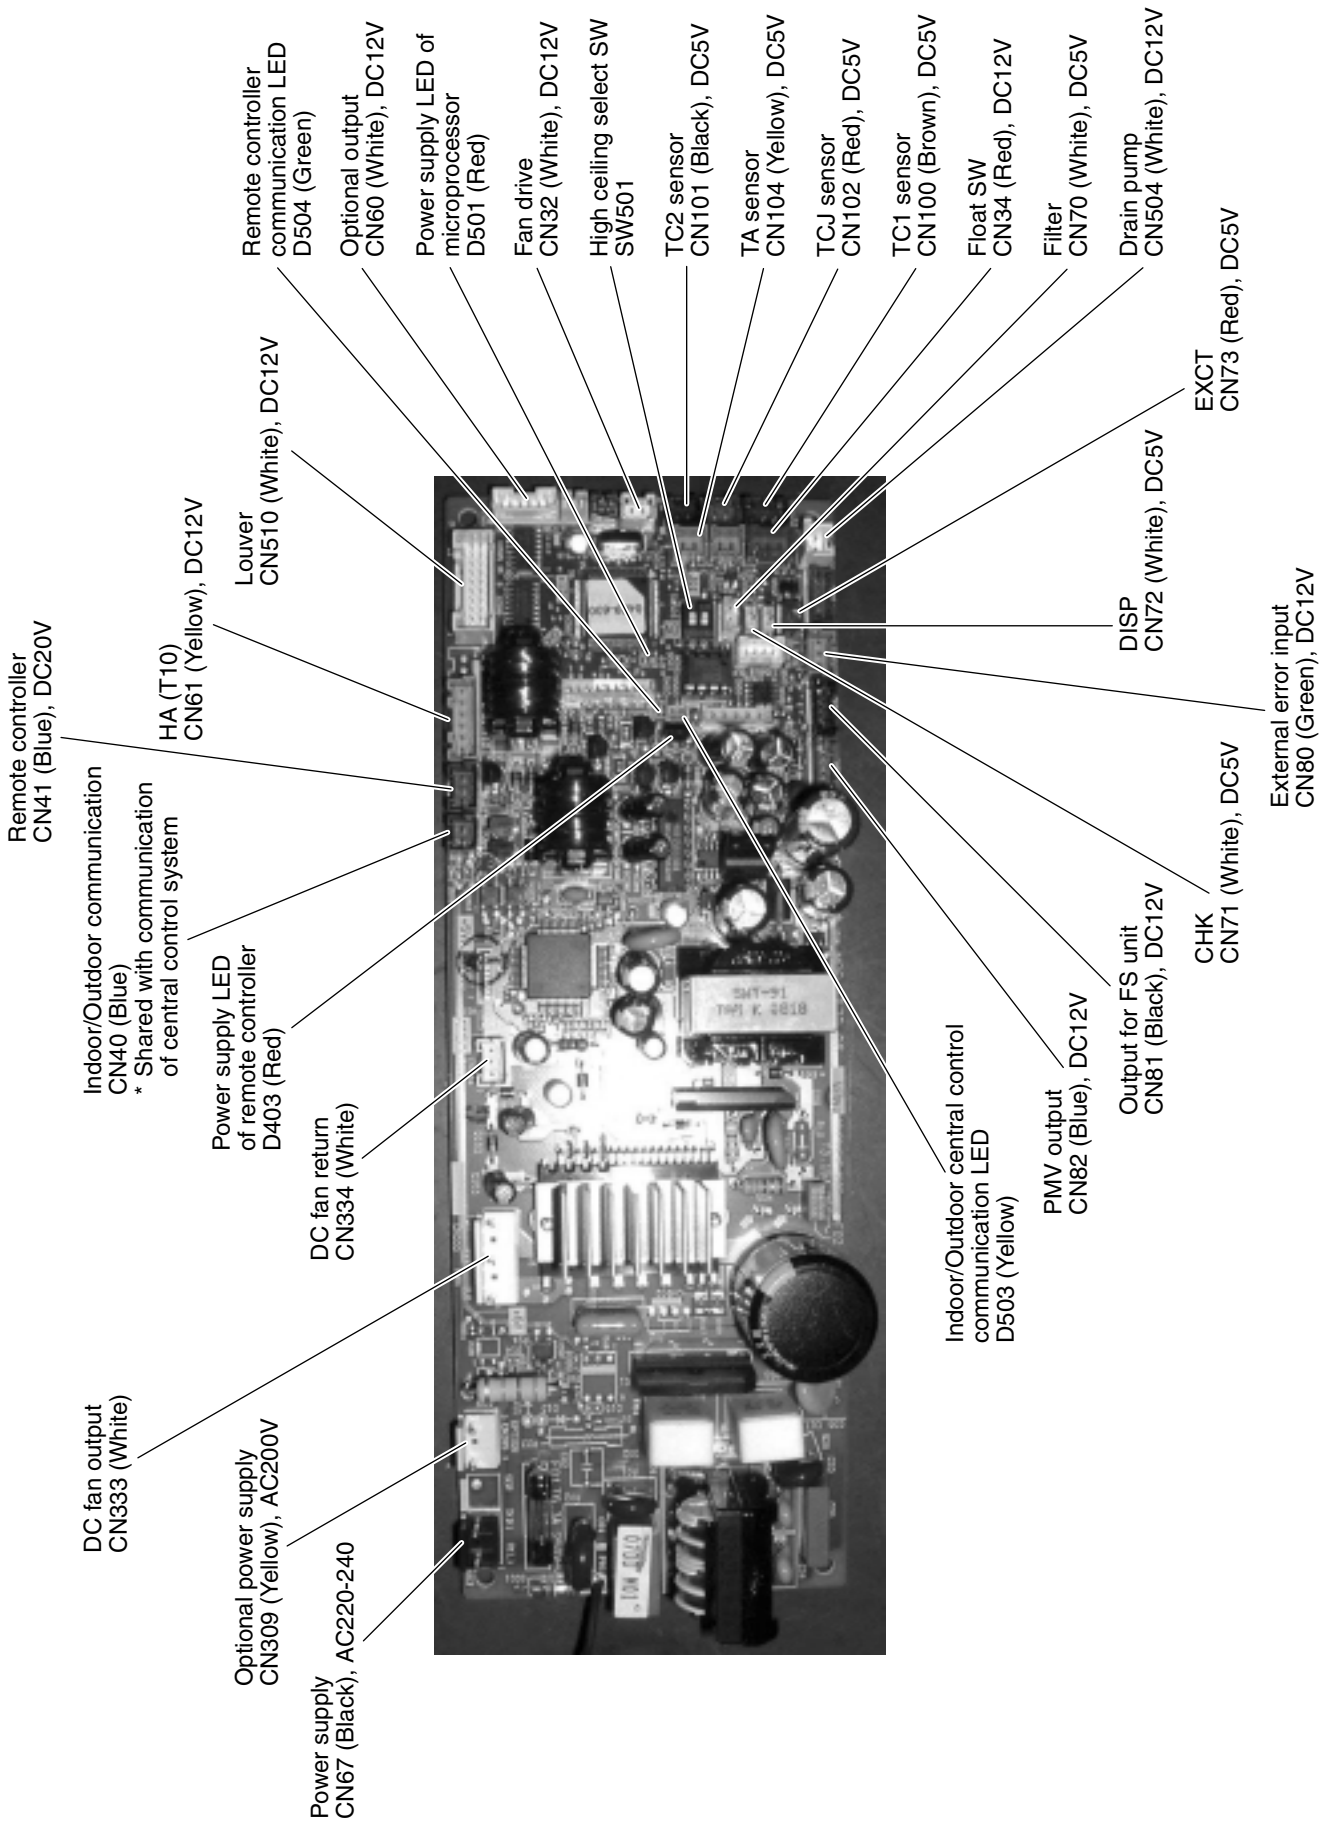 Remote controller
CN41 (Blue), DC20V
Indoor/Outdoor communication
CN40 (Blue)
* Shared with communication
of central control system
HA (T10)
CN61 (Yellow), DC12V
Louver
CN510 (White), DC12V
Remote controller
communication LED
D504 (Green)
Optional output
CN60 (White), DC12V
Power supply LED of
microprocessor
D501 (Red)
Fan drive
CN32 (White), DC12V
High ceiling select SW
SW501
TC2 sensor
CN101 (Black), DC5V
TA sensor
CN104 (Yellow), DC5V
TCJ sensor
CN102 (Red), DC5V
TC1 sensor
CN100 (Brown), DC5V
Float SW
CN34 (Red), DC12V
Filter
CN70 (White), DC5V
Drain pump
CN504 (White), DC12V
EXCT
CN73 (Red), DC5V
DISP
CN72 (White), DC5V
External error input
CN80 (Green), DC12V
CHK
CN71 (White), DC5V
Output for FS unit
CN81 (Black), DC12V
PMV output
CN82 (Blue), DC12V
Indoor/Outdoor central control
communication LED
D503 (Yellow)
Power supply LED
of remote controller
D403 (Red)
DC fan return
CN334 (White)
DC fan output
CN333 (White)
Optional power supply
CN309 (Yellow), AC200V
Power supply
CN67 (Black), AC220-240
SWT-91